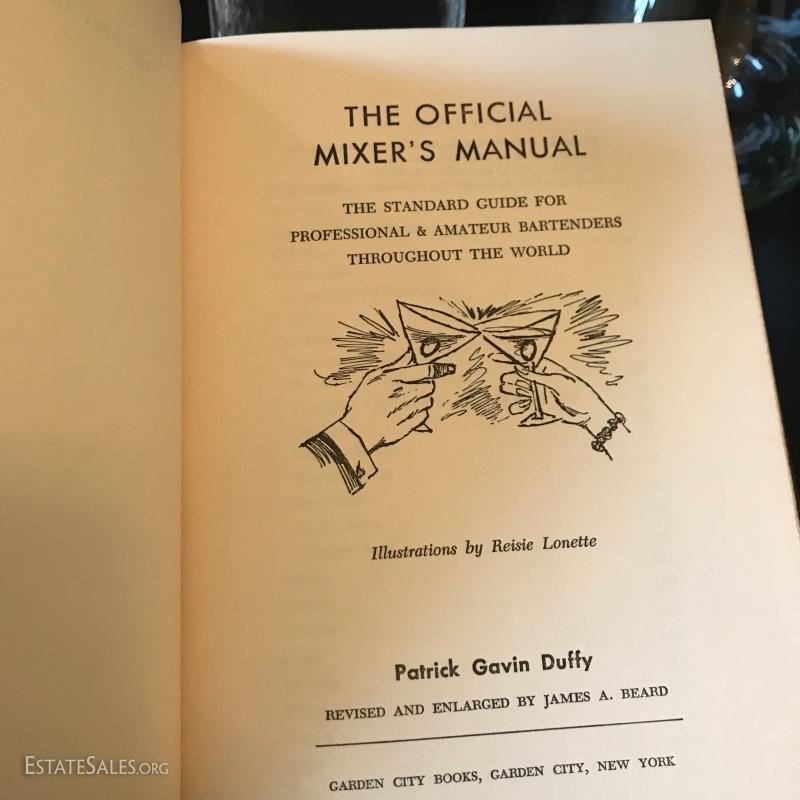 THE OFFICIAL
MIXER'S MANUAL
THE STANDARD GUIDE FOR
PROFESSIONAL & AMATEUR BARTENDERS
THROUGHOUT THE WORLD
Illustrations by Reisie Lonette
Patrick Gavin Duffy
REVISED AND ENLARGED BY JAMES A. BEARD
GARDEN CITY BOOKS, GARDEN CITY, NEW YORK
ESTATESALES.ORG